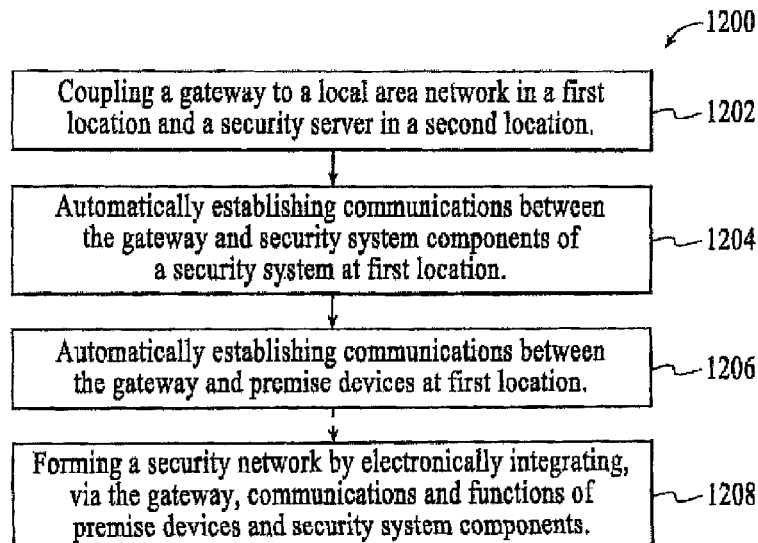 1200
Coupling a gateway to a local area network in a first
location and a security server in a second location.
1202
Automatically establishing communications between
the gateway and security system components of
a security system at first location.
1204
Automatically establishing communications between
the gateway and premise devices at first location.
1206
Forming a security network by electronically integrating,
via the gateway, communications and functions of
premise devices and security system components.
1208